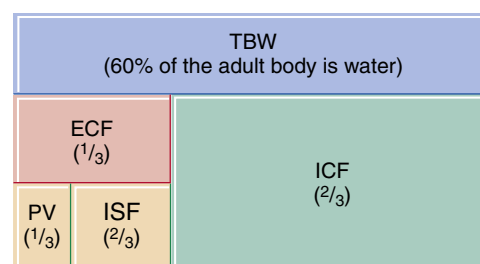 TBW
(60% of the adult body is water)
ECF
(1/3)
ICF
(2/3)
PV
(1/3)
ISF
(2/3)